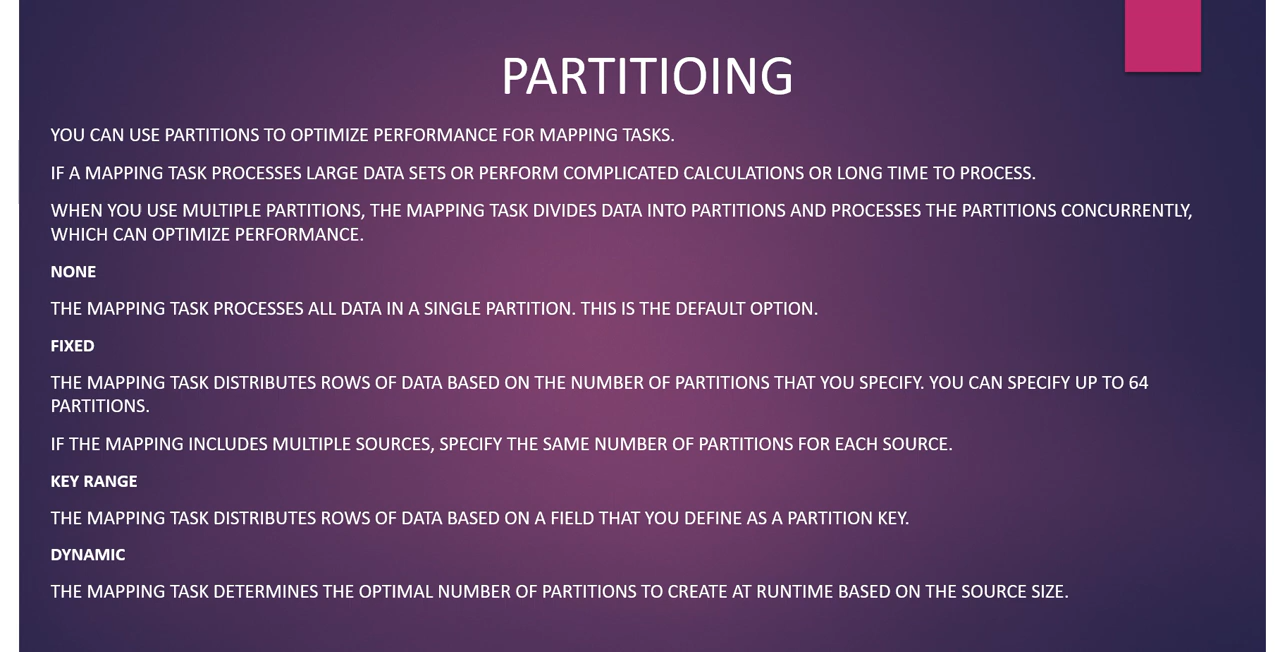 PARTITIOING
YOU CAN USE PARTITIONS TO OPTIMIZE PERFORMANCE FOR MAPPING TASKS.
IF A MAPPING TASK PROCESSES LARGE DATA SETS OR PERFORM COMPLICATED CALCULATIONS OR LONG TIME TO PROCESS.
WHEN YOU USE MULTIPLE PARTITIONS, THE MAPPING TASK DIVIDES DATA INTO PARTITIONS AND PROCESSES THE PARTITIONS CONCURRENTLY,
WHICH CAN OPTIMIZE PERFORMANCE.
NONE
THE MAPPING TASK PROCESSES ALL DATA IN A SINGLE PARTITION. THIS IS THE DEFAULT OPTION.
FIXED
THE MAPPING TASK DISTRIBUTES ROWS OF DATA BASED ON THE NUMBER OF PARTITIONS THAT YOU SPECIFY. YOU CAN SPECIFY UP TO 64
PARTITIONS.
IF THE MAPPING INCLUDES MULTIPLE SOURCES, SPECIFY THE SAME NUMBER OF PARTITIONS FOR EACH SOURCE.
KEY RANGE
THE MAPPING TASK DISTRIBUTES ROWS OF DATA BASED ON A FIELD THAT YOU DEFINE AS A PARTITION KEY.
DYNAMIC
THE MAPPING TASK DETERMINES THE OPTIMAL NUMBER OF PARTITIONS TO CREATE AT RUNTIME BASED ON THE SOURCE SIZE.